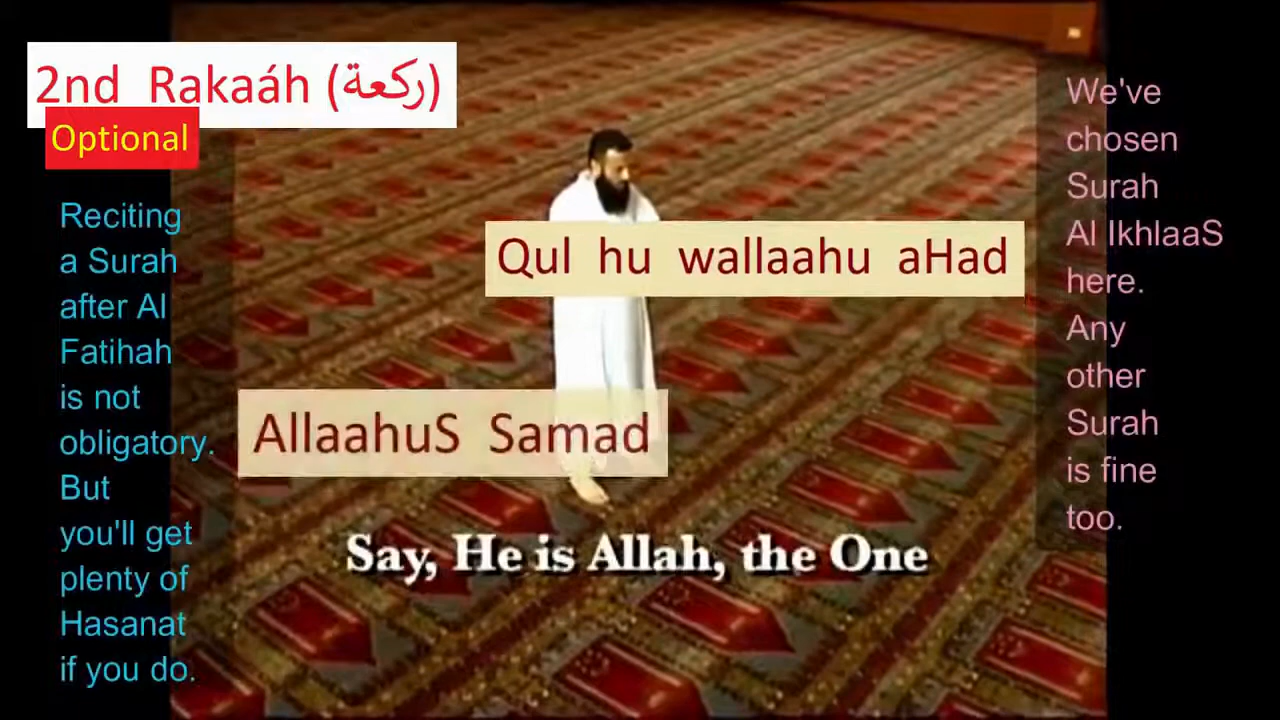 2nd Rakaáh (ركعة)
Optional
Reciting
a Surah
after Al
Fatihah
is not
obligatory.
But
you'll get
plenty of
Hasanat
if you do.
Qul hu wallaahu aHad
AllaahuS Samad
Say, He is Allah, the One
We've
chosen
Surah
Al IkhlaaS
here.
Any
other
Surah
is fine
too.